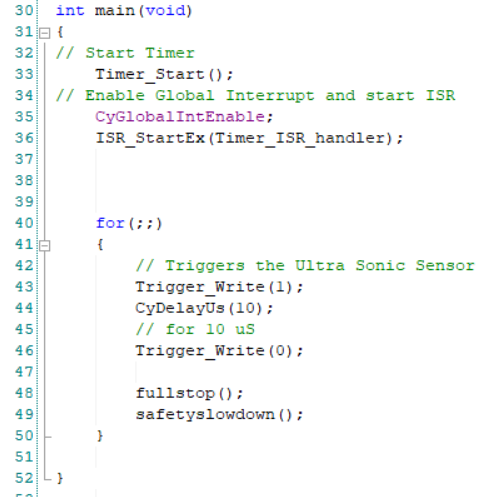 30 int main(void)
31 {
32 // Start Timer
33 Timer_Start();
34 // Enable Global Interrupt and start ISR
35 CyGlobalIntEnable;
36 ISR_StartEx(Timer_ISR_handler);
37
38
39
40 for(;;)
41 {
42 // Triggers the Ultra Sonic Sensor
43 Trigger_Write(1);
44 CyDelayUs(10);
45 // for 10 uS
46 Trigger_Write(0);
47
48 fullstop();
49 safetyslowdown();
50 }
51
52 }